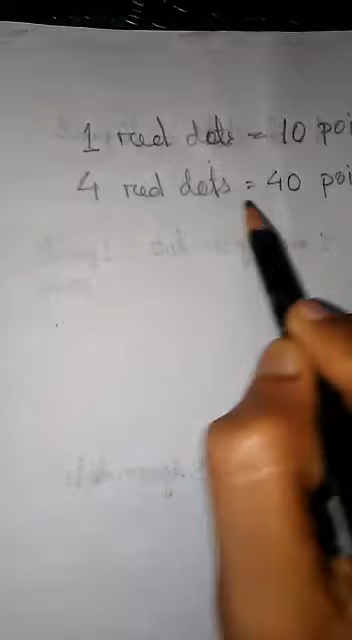 1 red dots = 10 poi
4 red dots = 40 poi